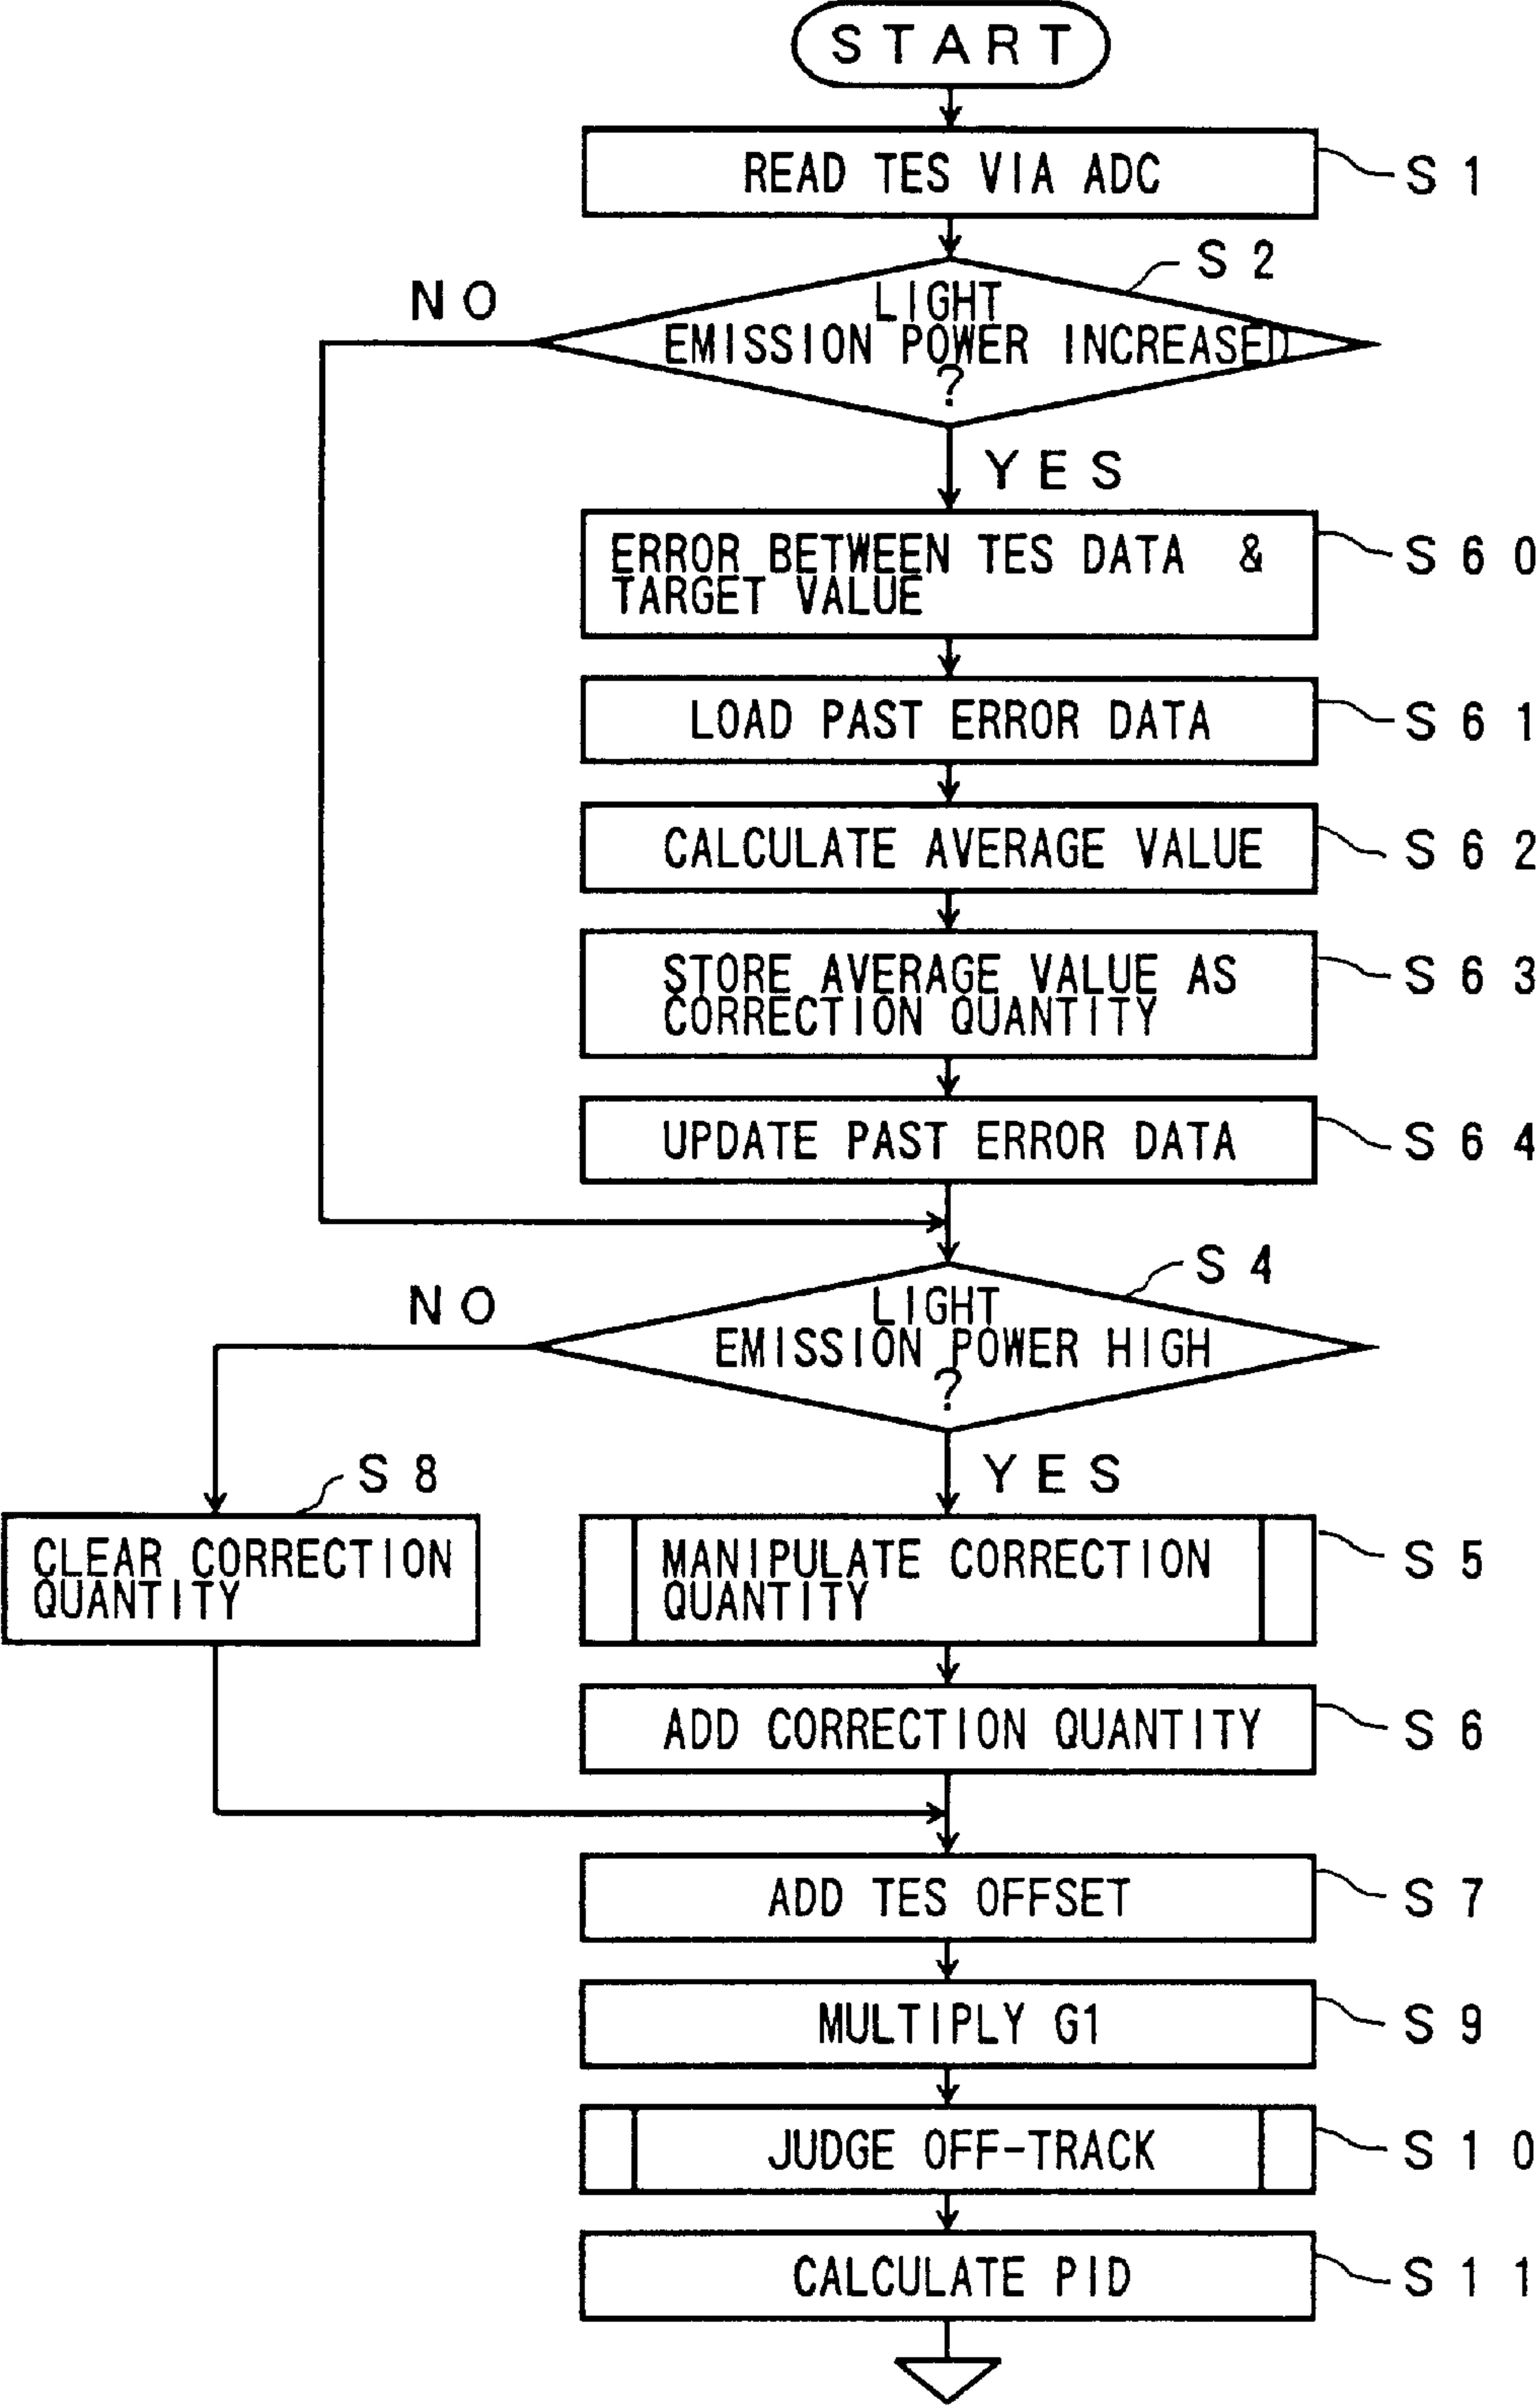 START
READ TES VIA ADC
S1
S2
NO
LIGHT
EMISSION POWER INCREASED
?
YES
ERROR BETWEEN TES DATA &
TARGET VALUE
S60
LOAD PAST ERROR DATA
S61
CALCULATE AVERAGE VALUE
S62
STORE AVERAGE VALUE AS
CORRECTION QUANTITY
S63
UPDATE PAST ERROR DATA
S64
S4
NO
LIGHT
EMISSION POWER HIGH
?
YES
S8
CLEAR CORRECTION
QUANTITY
MANIPULATE CORRECTION
QUANTITY
S5
ADD CORRECTION QUANTITY
S6
ADD TES OFFSET
S7
MULTIPLY G1
S9
JUDGE OFF-TRACK
S10
CALCULATE PID
S11